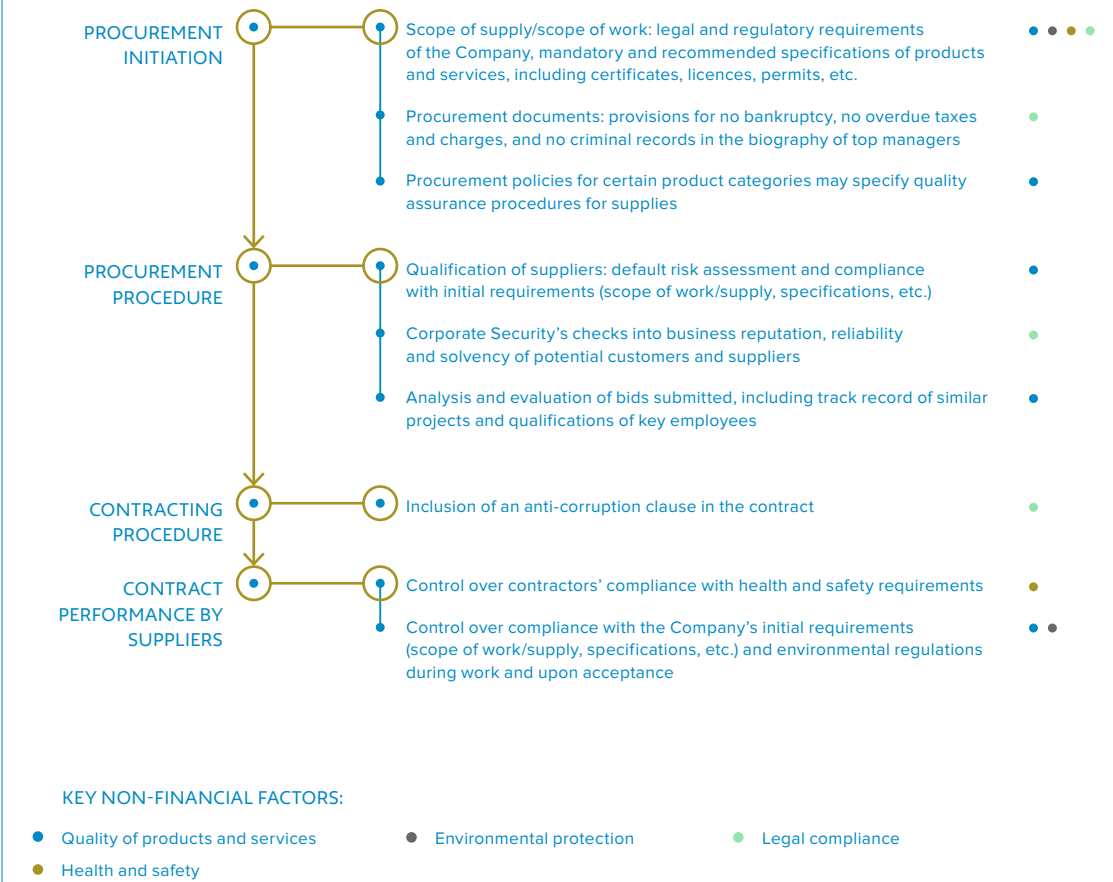 PROCUREMENT
INITIATION
Scope of supply/scope of work: legal and regulatory requirements
of the Company, mandatory and recommended specifications of products
and services, including certificates, licences, permits, etc.
Procurement documents: provisions for no bankruptcy, no overdue taxes
and charges, and no criminal records in the biography of top managers
Procurement policies for certain product categories may specify quality
assurance procedures for supplies
PROCUREMENT
PROCEDURE
Qualification of suppliers: default risk assessment and compliance
with initial requirements (scope of work/supply, specifications, etc.)
Corporate Security’s checks into business reputation, reliability
and solvency of potential customers and suppliers
Analysis and evaluation of bids submitted, including track record of similar
projects and qualifications of key employees
CONTRACTING
PROCEDURE
Inclusion of an anti-corruption clause in the contract
CONTRACT
PERFORMANCE BY
SUPPLIERS
Control over contractors’ compliance with health and safety requirements
Control over compliance with the Company’s initial requirements
(scope of work/supply, specifications, etc.) and environmental regulations
during work and upon acceptance
KEY NON-FINANCIAL FACTORS:
Quality of products and services
Environmental protection
Legal compliance
Health and safety